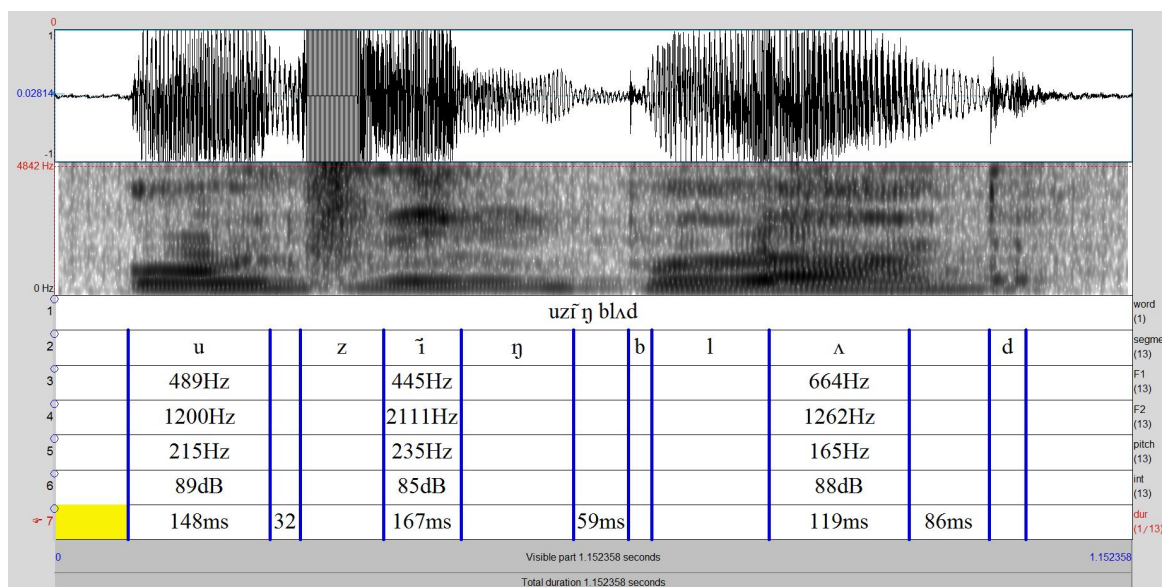 0
1
0.02814
-1
4842 Hz
0 Hz
1 uzɪ̃ ŋ blʌd word (1)
2 u z ɪ̃ ŋ b l ʌ d segme (13)
3 489Hz 445Hz 664Hz F1 (13)
4 1200Hz 2111Hz 1262Hz F2 (13)
5 215Hz 235Hz 165Hz pitch (13)
6 89dB 85dB 88dB int (13)
☞ 7 148ms 32 167ms 59ms 119ms 86ms dur (1/13)
0 Visible part 1.152358 seconds 1.152358
Total duration 1.152358 seconds